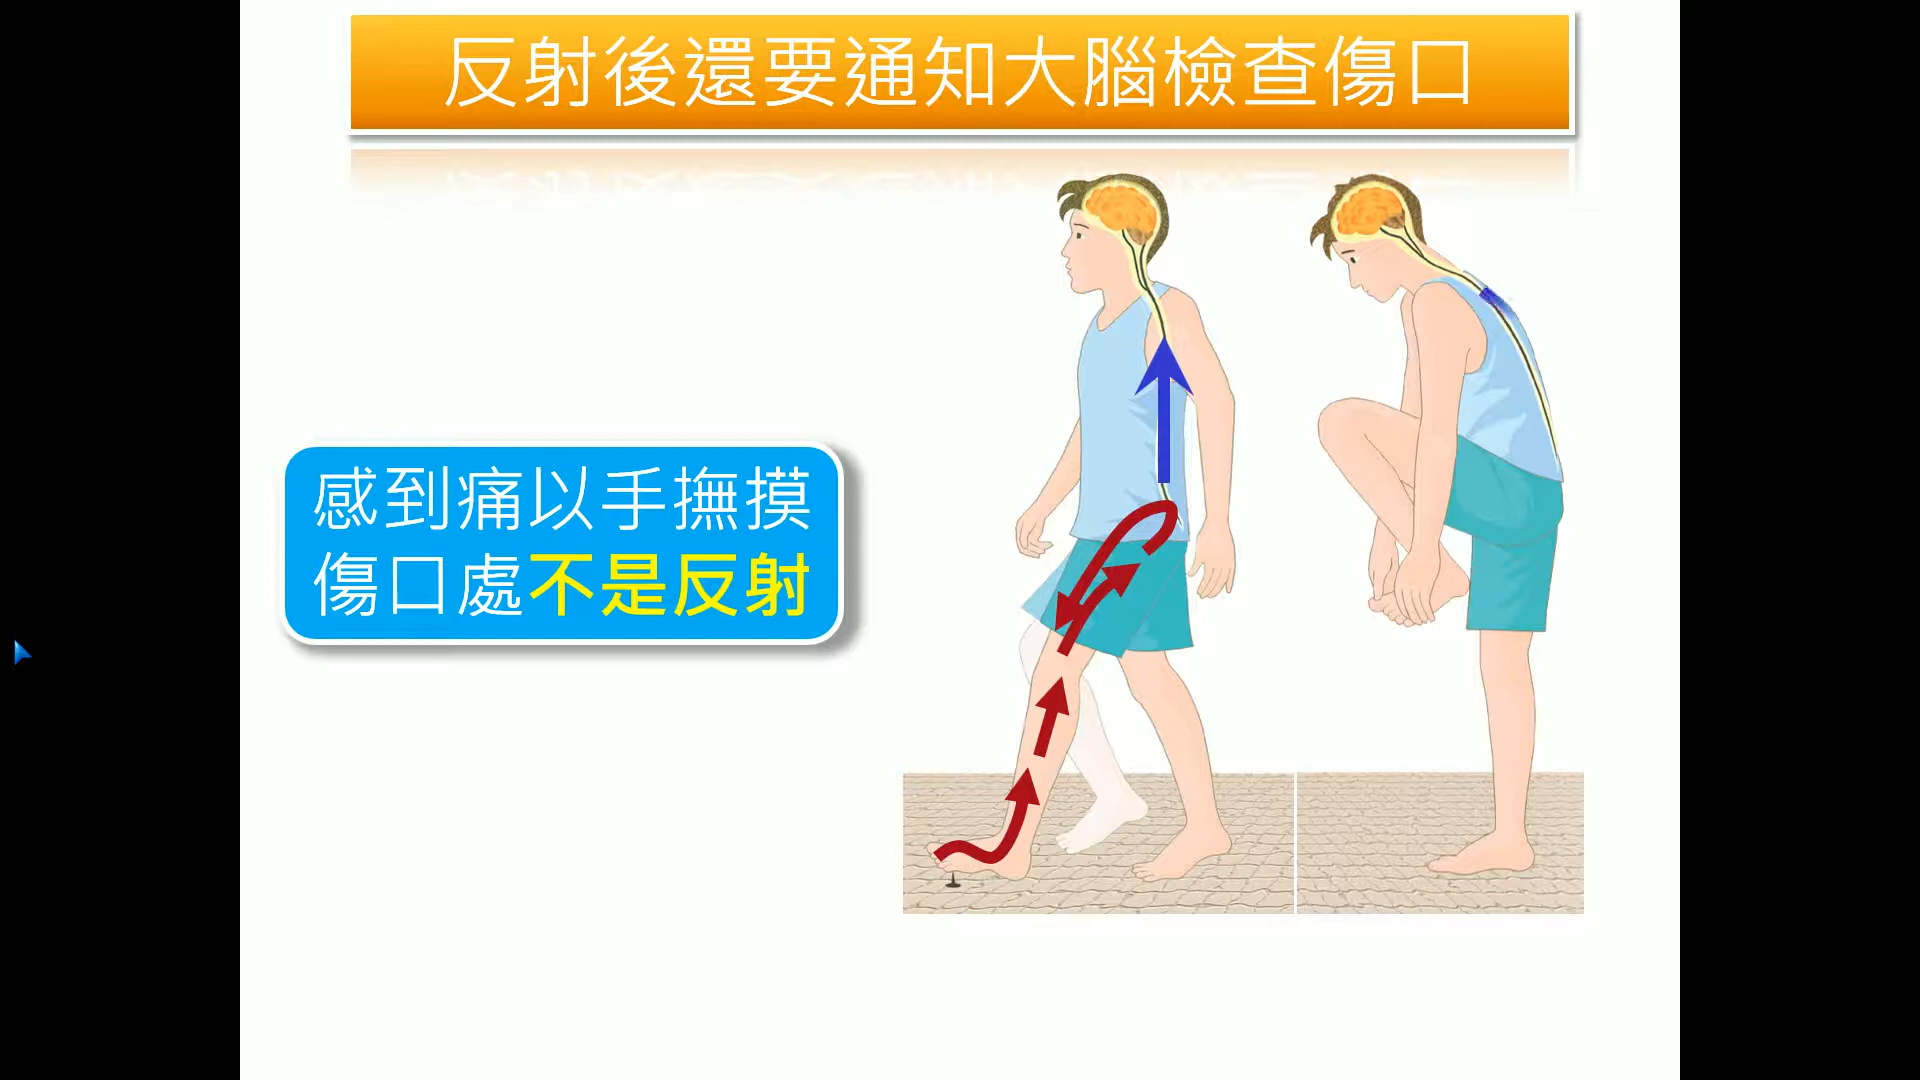 反射後還要通知大腦檢查傷口
感到痛以手撫摸
傷口處不是反射